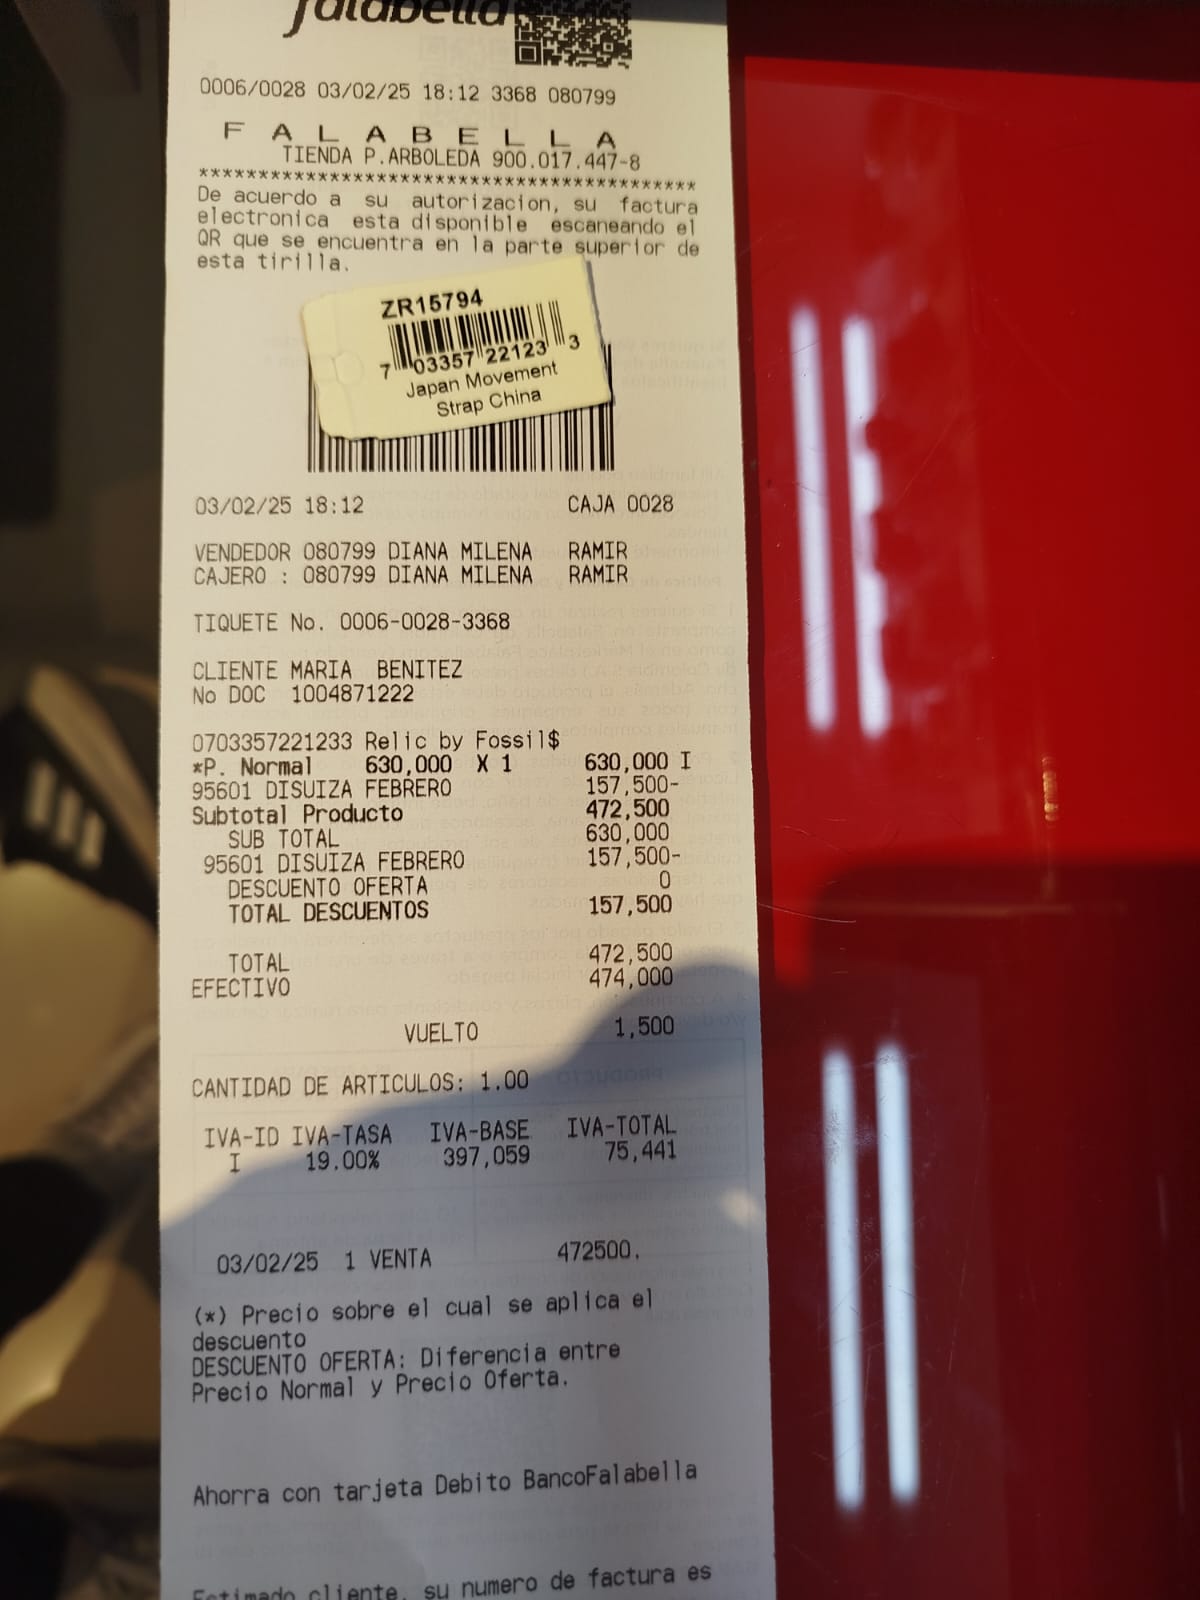 falabella
0006/0028 03/02/25 18:12 3368 080799
F A L A B E L L A
TIENDA P.ARBOLEDA 900.017.447-8
*****************************************
De acuerdo a su autorizacion, su factura
electronica esta disponible escaneando el
QR que se encuentra en la parte superior de
esta tirilla.
ZR15794
7 03357 22123 3
Japan Movement
Strap China
03/02/25 18:12 CAJA 0028
VENDEDOR 080799 DIANA MILENA RAMIR
CAJERO : 080799 DIANA MILENA RAMIR
TIQUETE No. 0006-0028-3368
CLIENTE MARIA BENITEZ
No DOC 1004871222
0703357221233 Relic by Fossil$
*P. Normal 630,000 X 1 630,000 I
95601 DISUIZA FEBRERO 157,500-
Subtotal Producto 472,500
SUB TOTAL 630,000
95601 DISUIZA FEBRERO 157,500-
DESCUENTO OFERTA 0
TOTAL DESCUENTOS 157,500
TOTAL 472,500
EFECTIVO 474,000
VUELTO 1,500
CANTIDAD DE ARTICULOS: 1.00
IVA-ID IVA-TASA IVA-BASE IVA-TOTAL
I 19.00% 397,059 75,441
03/02/25 1 VENTA 472500.
(*) Precio sobre el cual se aplica el
descuento
DESCUENTO OFERTA: Diferencia entre
Precio Normal y Precio Oferta.
Ahorra con tarjeta Debito BancoFalabella
Estimado cliente, su numero de factura es